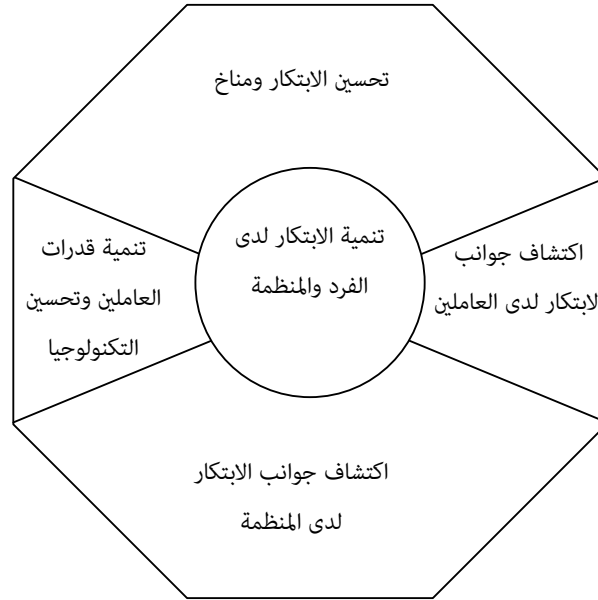 تحسين الابتكار ومناخ
تنمية الابتكار لدى
الفرد والمنظمة
اكتشاف جوانب
لابتكار لدى العاملين
تنمية قدرات
العاملين وتحسين
التكنولوجيا
اكتشاف جوانب الابتكار
لدى المنظمة